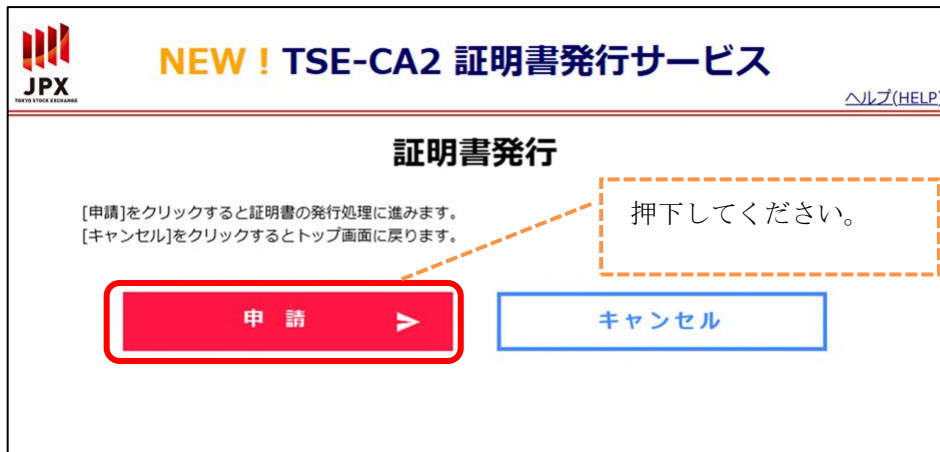 JPX
TOKYO STOCK EXCHANGE
NEW！TSE-CA2 証明書発行サービス
ヘルプ(HELP)
証明書発行
[申請]をクリックすると証明書の発行処理に進みます。
[キャンセル]をクリックするとトップ画面に戻ります。
押下してください。
申 請
キャンセル